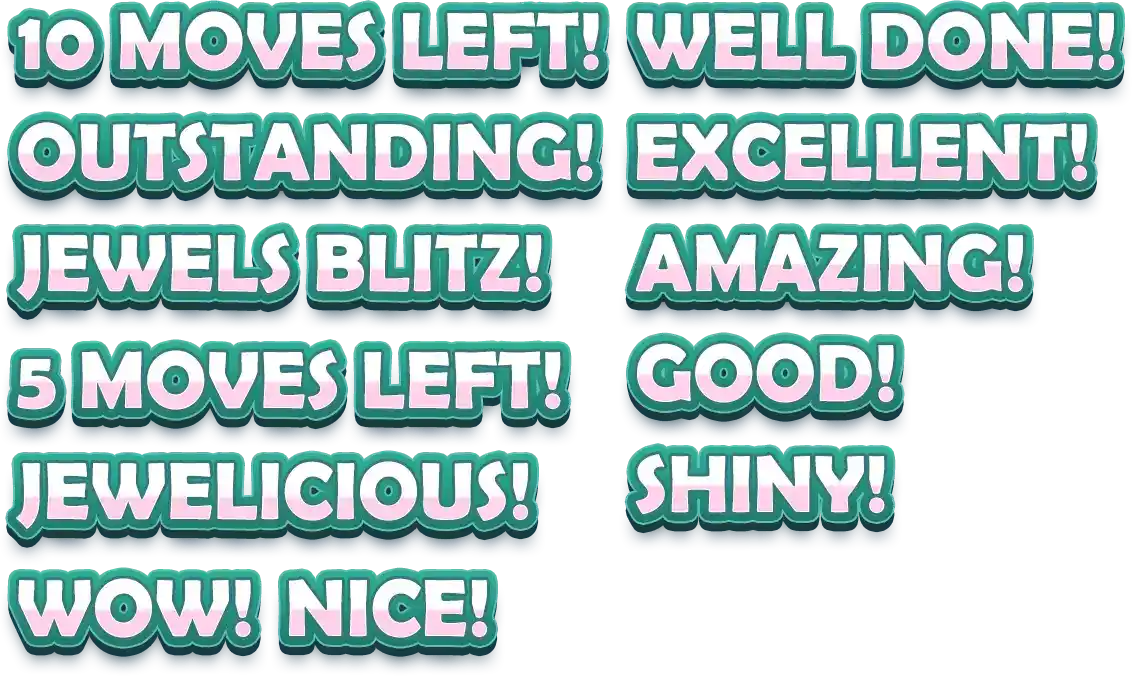 10 MOVES LEFT!
OUTSTANDING!
JEWELS BLITZ!
5 MOVES LEFT!
JEWELICIOUS!
WOW! NICE!
WELL DONE!
EXCELLENT!
AMAZING!
GOOD!
SHINY!